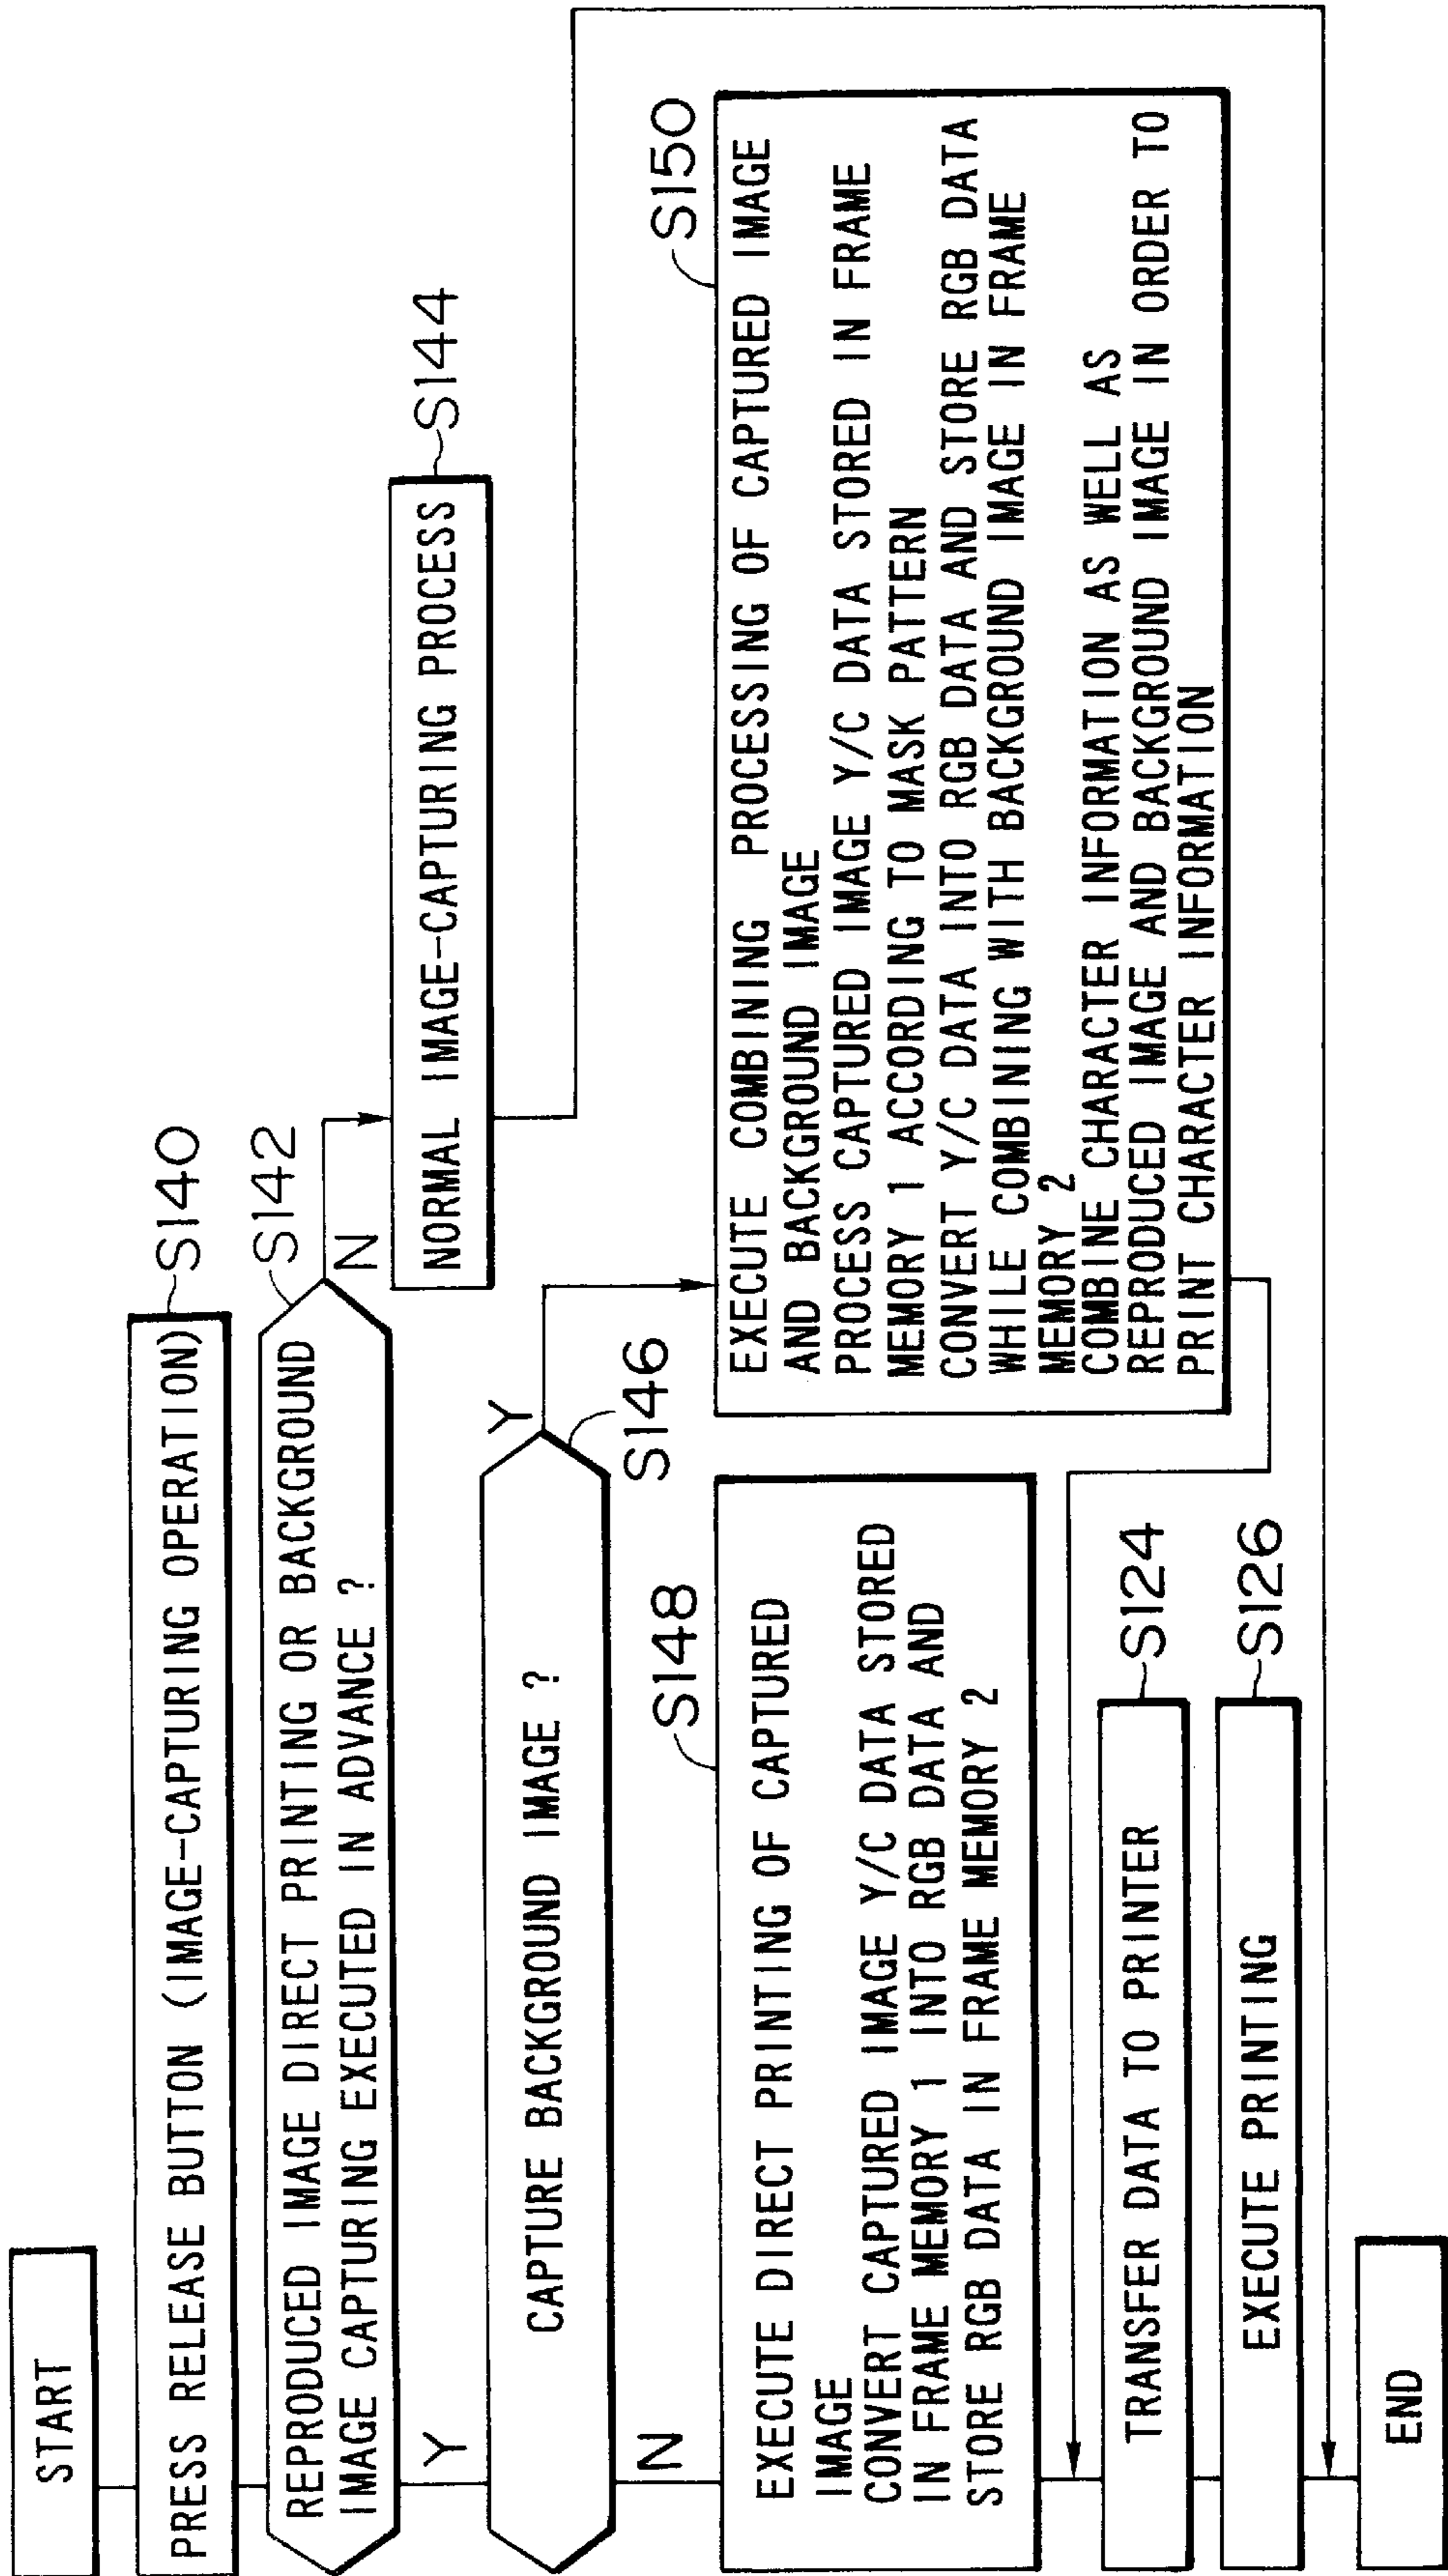 START
PRESS RELEASE BUTTON (IMAGE-CAPTURING OPERATION)
S140
REPRODUCED IMAGE DIRECT PRINTING OR BACKGROUND
IMAGE CAPTURING EXECUTED IN ADVANCE ?
S142
N
Y
NORMAL IMAGE-CAPTURING PROCESS
S144
CAPTURE BACKGROUND IMAGE ?
Y
S146
N
S148
EXECUTE DIRECT PRINTING OF CAPTURED
IMAGE
CONVERT CAPTURED IMAGE Y/C DATA STORED
IN FRAME MEMORY 1 INTO RGB DATA AND
STORE RGB DATA IN FRAME MEMORY 2
S150
EXECUTE COMBINING PROCESSING OF CAPTURED IMAGE
AND BACKGROUND IMAGE
PROCESS CAPTURED IMAGE Y/C DATA STORED IN FRAME
MEMORY 1 ACCORDING TO MASK PATTERN
CONVERT Y/C DATA INTO RGB DATA AND STORE RGB DATA
WHILE COMBINING WITH BACKGROUND IMAGE IN FRAME
MEMORY 2
COMBINE CHARACTER INFORMATION AS WELL AS
REPRODUCED IMAGE AND BACKGROUND IMAGE IN ORDER TO
PRINT CHARACTER INFORMATION
TRANSFER DATA TO PRINTER
S124
EXECUTE PRINTING
S126
END